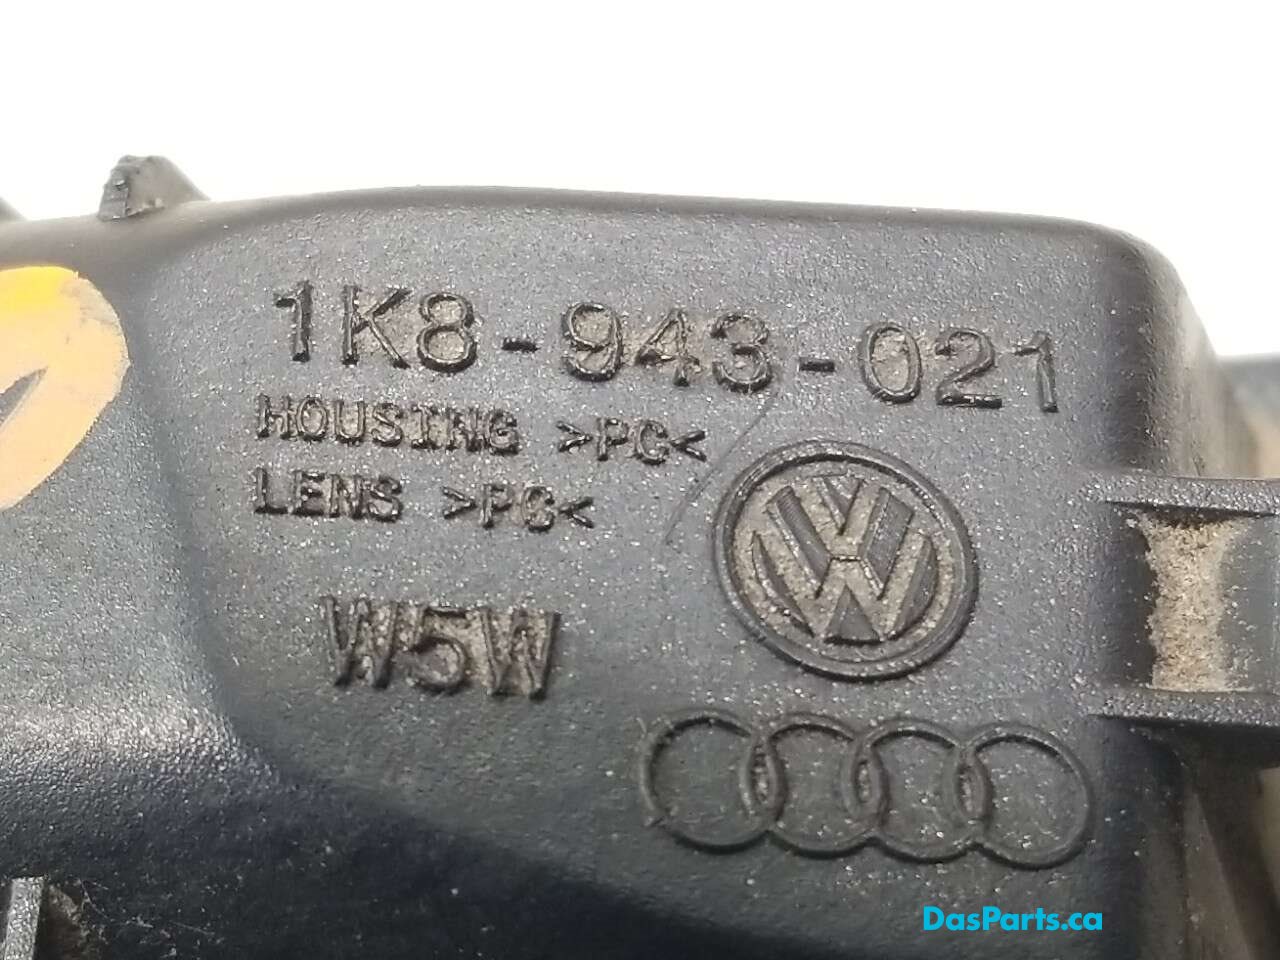 1K8-943-021
HOUSING >PC<
LENS >PC<
W5W
DasParts.ca